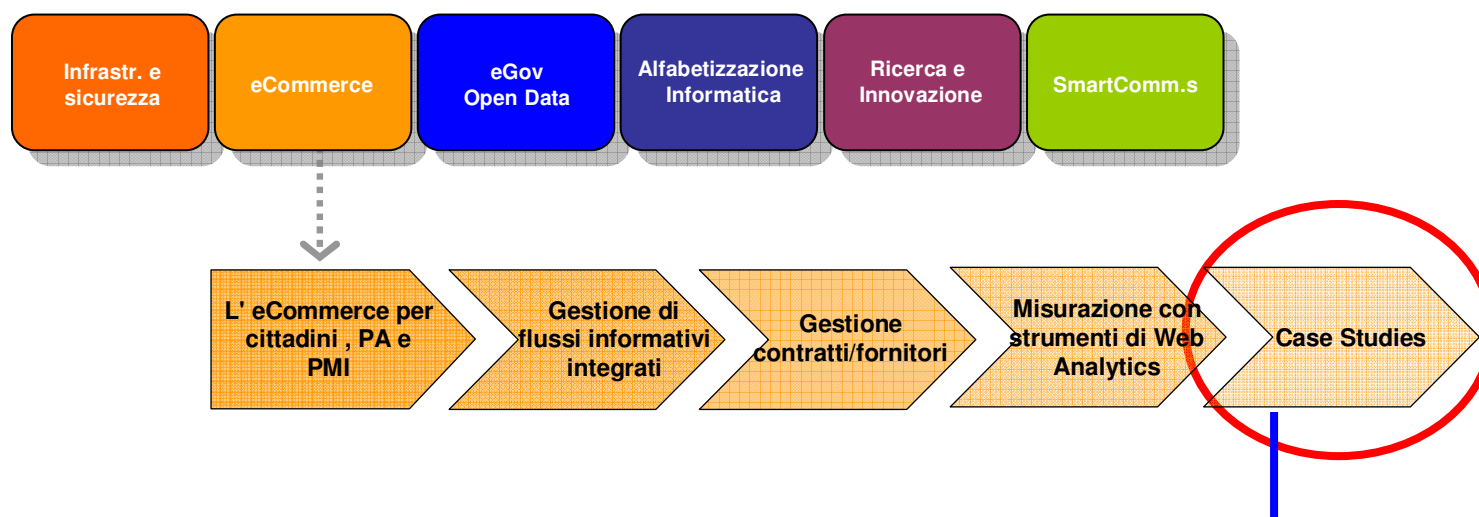 Infrastr. e
sicurezza
eCommerce
eGov
Open Data
Alfabetizzazione
Informatica
Ricerca e
Innovazione
SmartComm.s
L' eCommerce per
cittadini , PA e
PMI
Gestione di
flussi informativi
integrati
Gestione
contratti/fornitori
Misurazione con
strumenti di Web
Analytics
Case Studies